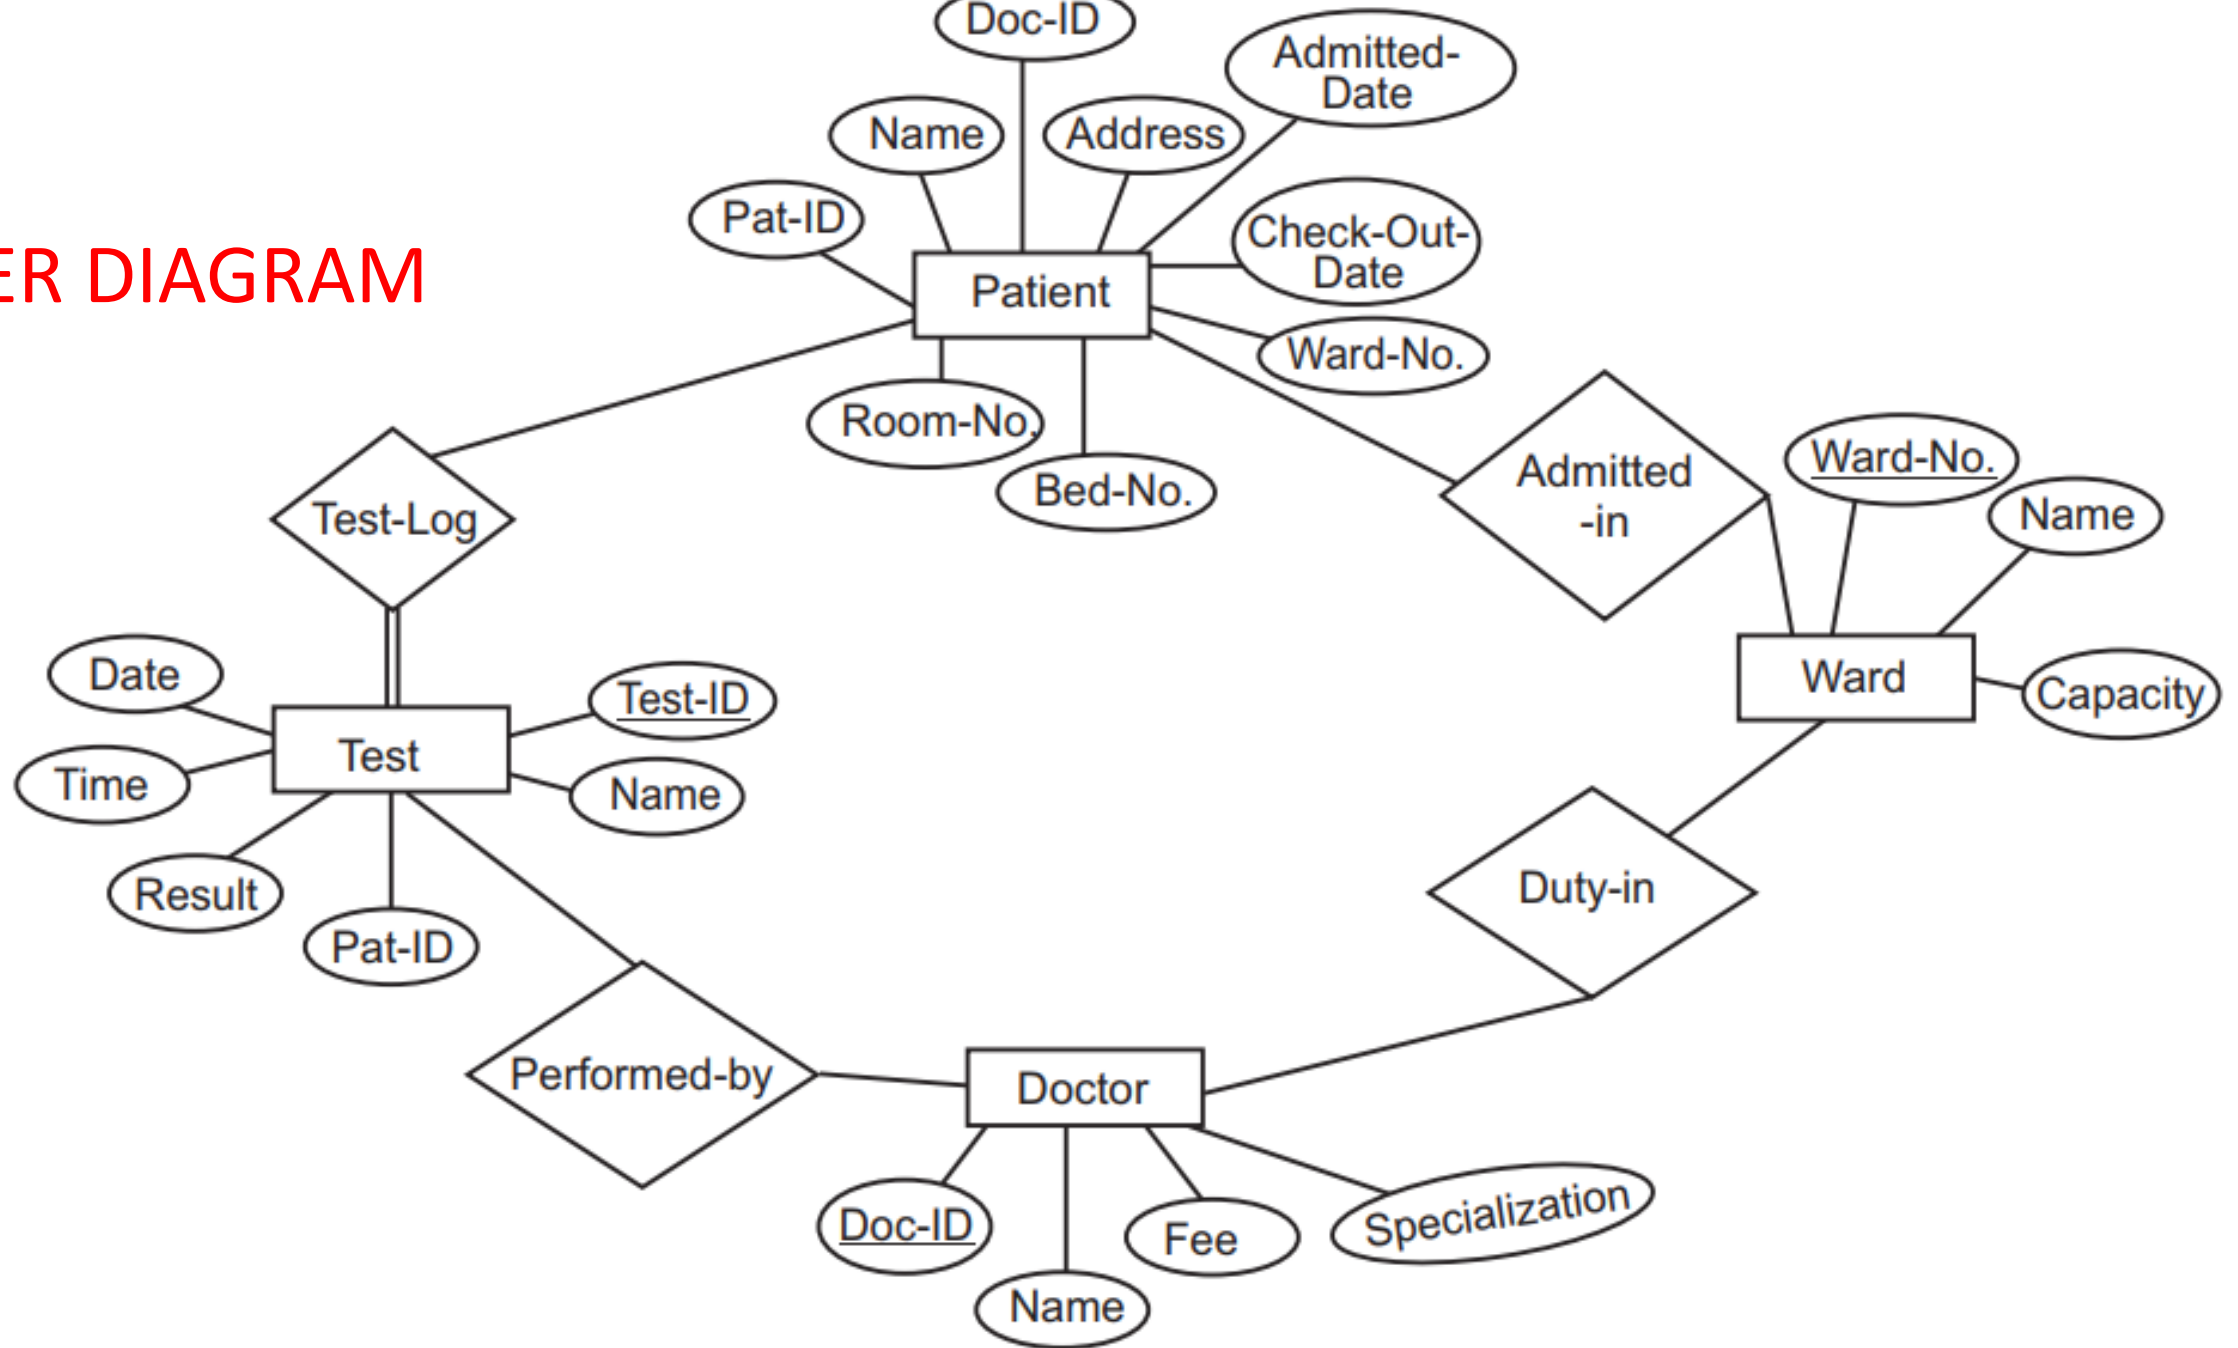 Doc-ID
Admitted-
Date
Name
Address
Pat-ID
Check-Out-
Date
ER DIAGRAM
Patient
Ward-No.
Room-No.
Bed-No.
Admitted
-in
Ward-No.
Name
Test-Log
Ward
Capacity
Date
Test-ID
Test
Time
Name
Result
Pat-ID
Duty-in
Performed-by
Doctor
Doc-ID
Fee
Specialization
Name